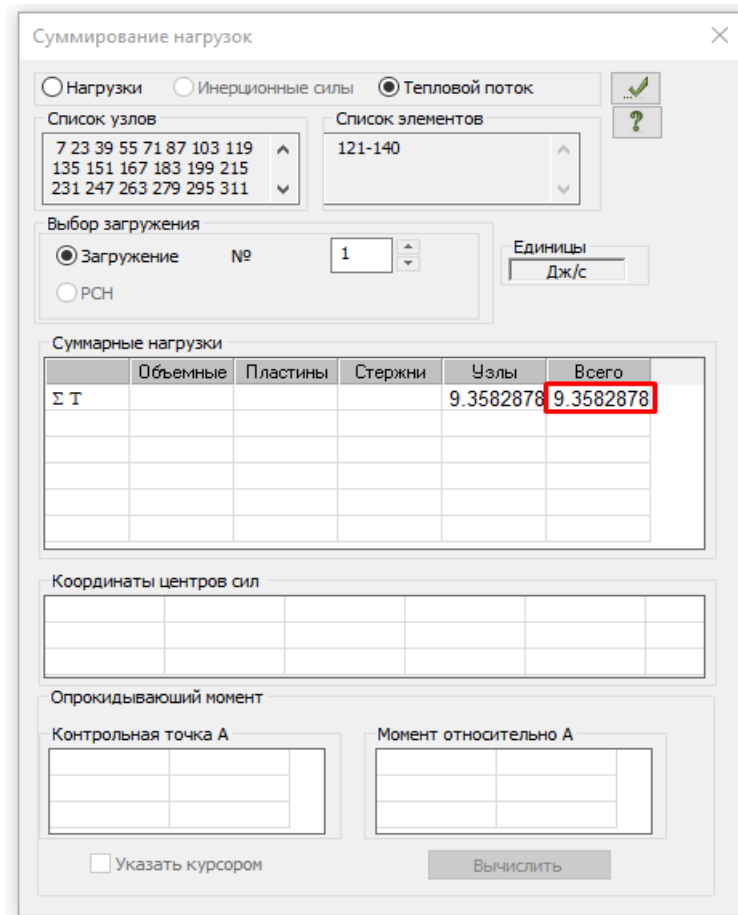 Суммирование нагрузок
Нагрузки Инерционные силы Тепловой поток
Список узлов Список элементов
7 23 39 55 71 87 103 119 121-140
135 151 167 183 199 215
231 247 263 279 295 311
Выбор загружения
Загружение № 1 Единицы
Дж/с
РСН
Суммарные нагрузки
Объемные Пластины Стержни Узлы Всего
Σ T 9.3582878 9.3582878
Координаты центров сил
Опрокидывающий момент
Контрольная точка А Момент относительно А
Указать курсором Вычислить